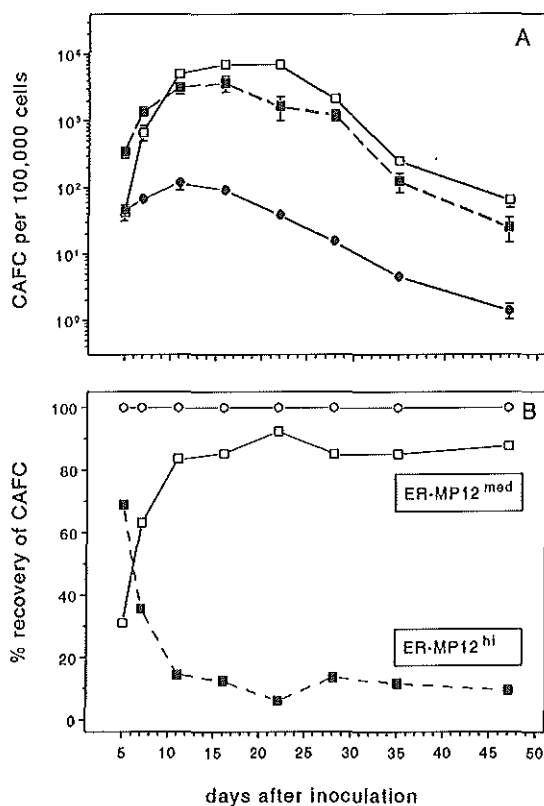 A
CAFC per 100,000 cells
10⁴
10³
10²
10¹
10⁰
B
% recovery of CAFC
100
80
60
40
20
0
ER-MP12 med
ER-MP12 hi
5 10 15 20 25 30 35 40 45 50
days after inoculation